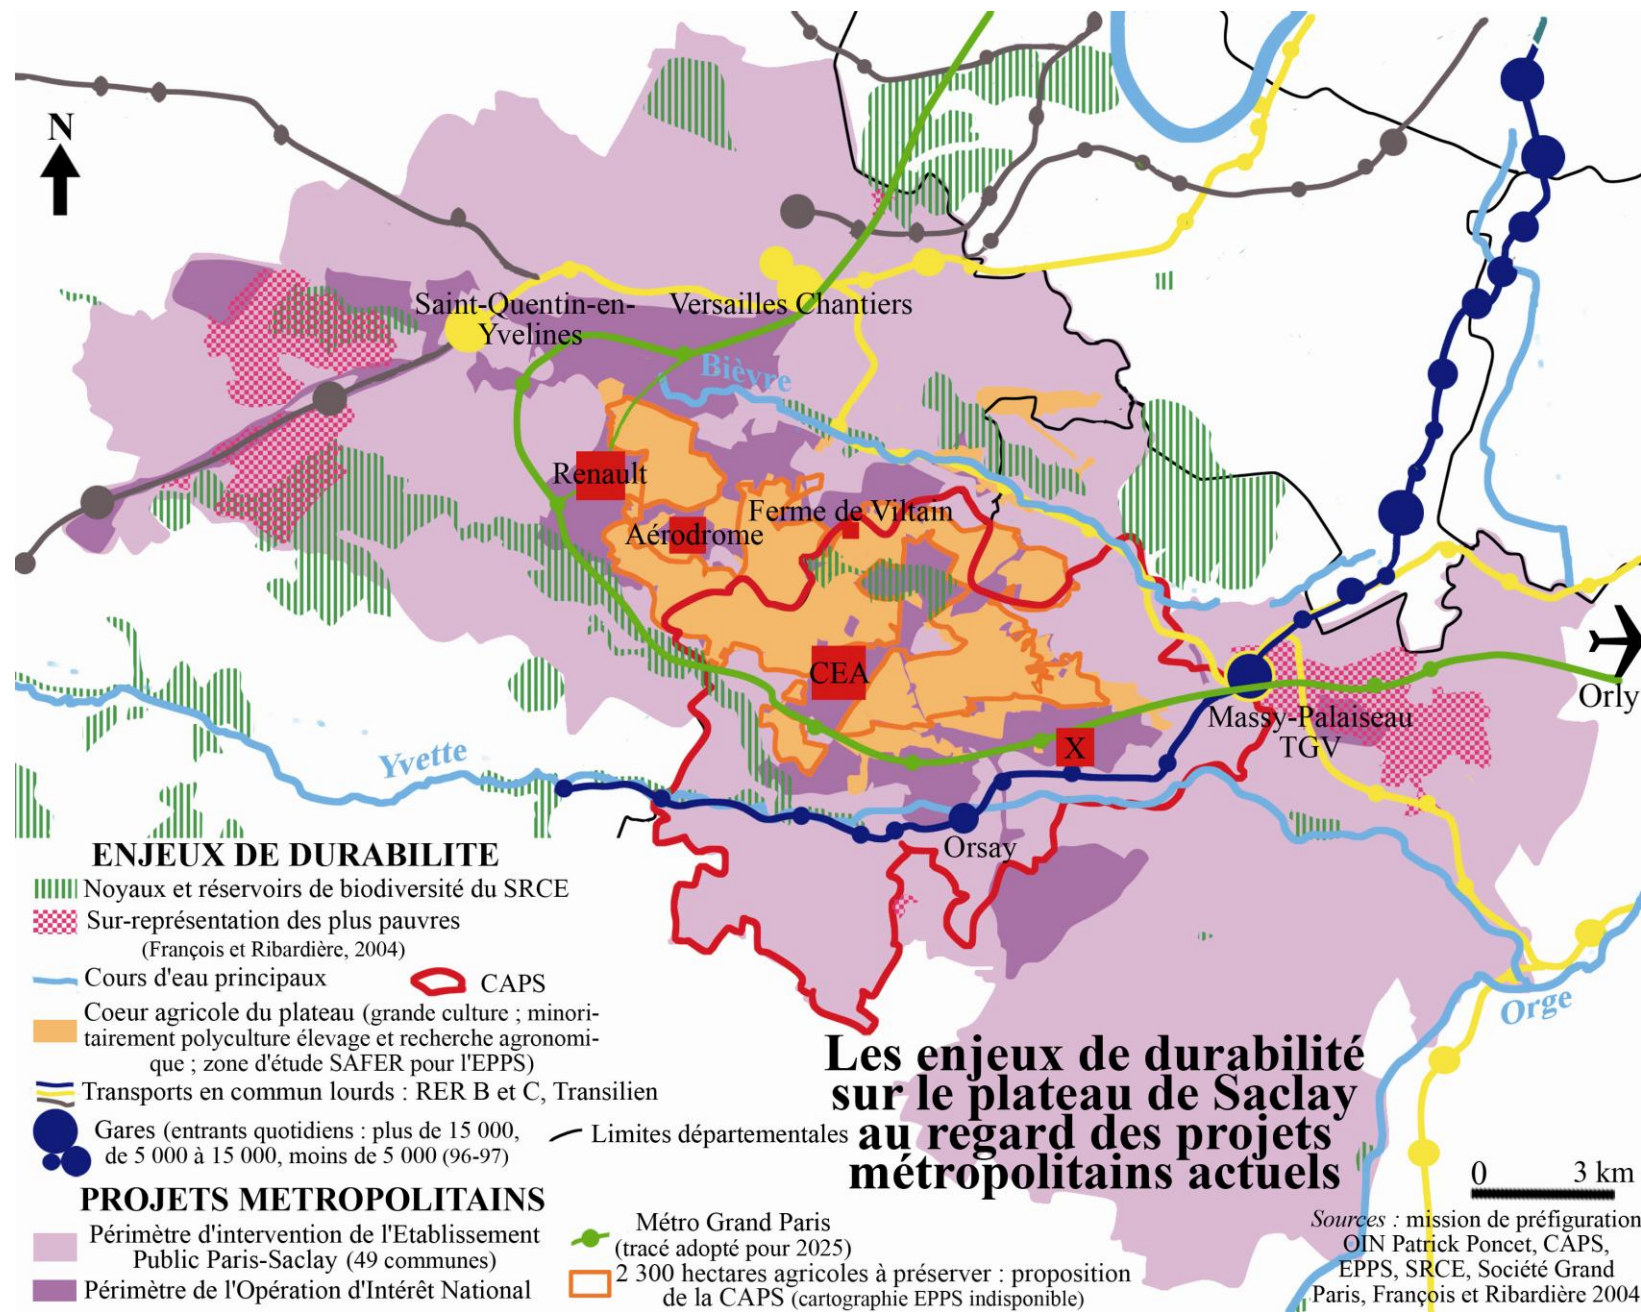 N
Saint-Quentin-en-
Yvelines
Versailles Chantiers
Bièvre
Renault
Ferme de Viltain
Aérodrome
CEA
X
Massy-Palaiseau
TGV
Orly
Yvette
Orsay
Orge
ENJEUX DE DURABILITE
Noyaux et réservoirs de biodiversité du SRCE
Sur-représentation des plus pauvres
(François et Ribardière, 2004)
Cours d'eau principaux
CAPS
Coeur agricole du plateau (grande culture ; minori-
tairement polyculture élevage et recherche agronomi-
que ; zone d'étude SAFER pour l'EPPS)
Transports en commun lourds : RER B et C, Transilien
Gares (entrants quotidiens : plus de 15 000,
de 5 000 à 15 000, moins de 5 000 (96-97)
Limites départementales
PROJETS METROPOLITAINS
Périmètre d'intervention de l'Etablissement
Public Paris-Saclay (49 communes)
Périmètre de l'Opération d'Intérêt National
Métro Grand Paris
(tracé adopté pour 2025)
2 300 hectares agricoles à préserver : proposition
de la CAPS (cartographie EPPS indisponible)
Les enjeux de durabilité
sur le plateau de Saclay
au regard des projets
métropolitains actuels
0 3 km
Sources : mission de préfiguration
OIN Patrick Poncet, CAPS,
EPPS, SRCE, Société Grand
Paris, François et Ribardière 2004